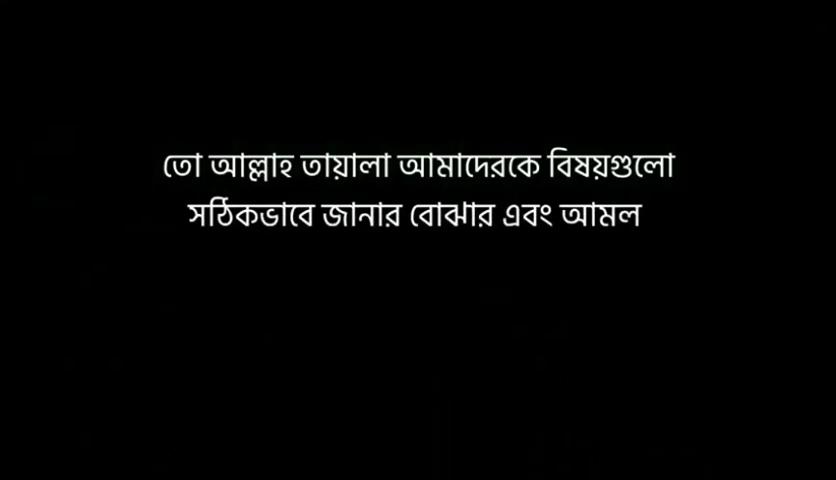 তো আল্লাহ তায়ালা আমাদেরকে বিষয়গুলো
সঠিকভাবে জানার বোঝার এবং আমল